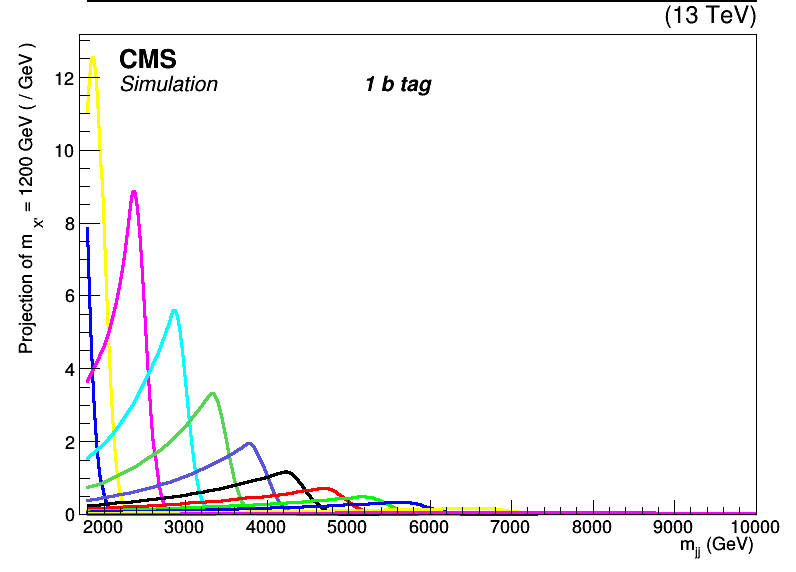 (13 TeV)
CMS
Simulation
1 b tag
Projection of m X' = 1200 GeV ( / GeV )
12
10
8
6
4
2
0
2000 3000 4000 5000 6000 7000 8000 9000 10000
m jj (GeV)